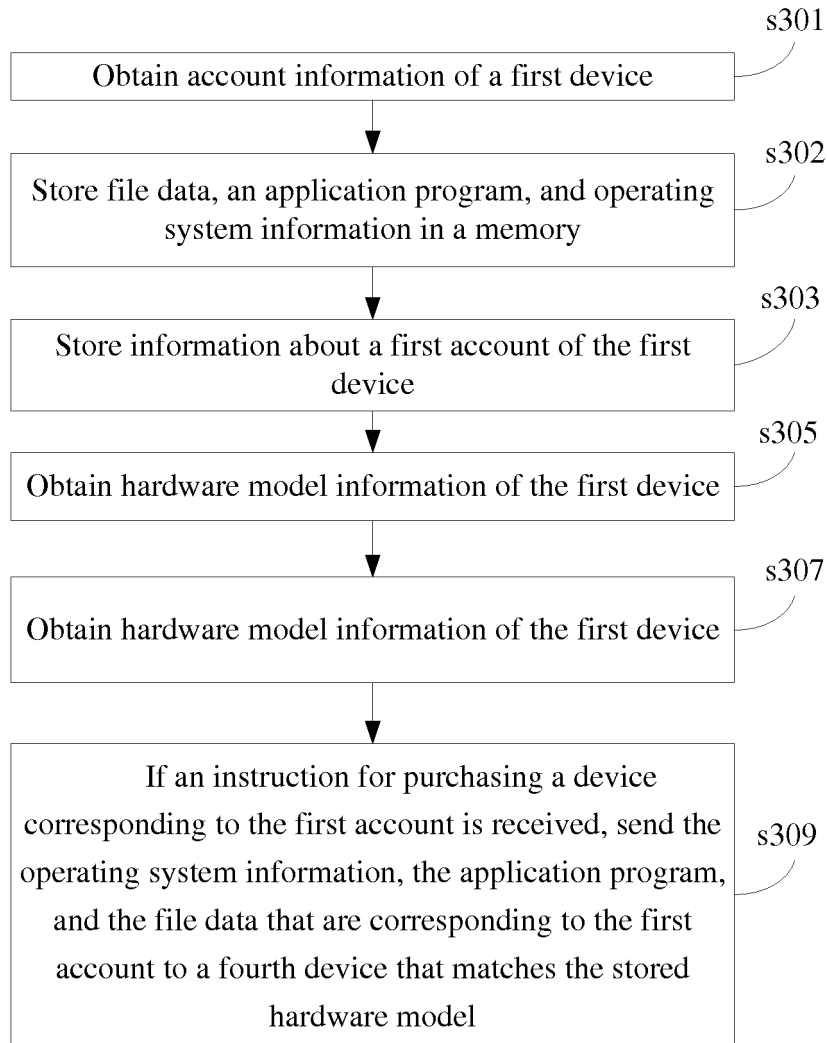 s301
Obtain account information of a first device
s302
Store file data, an application program, and operating
system information in a memory
s303
Store information about a first account of the first
device
s305
Obtain hardware model information of the first device
s307
Obtain hardware model information of the first device
If an instruction for purchasing a device
corresponding to the first account is received, send the
s309
operating system information, the application program,
and the file data that are corresponding to the first
account to a fourth device that matches the stored
hardware model